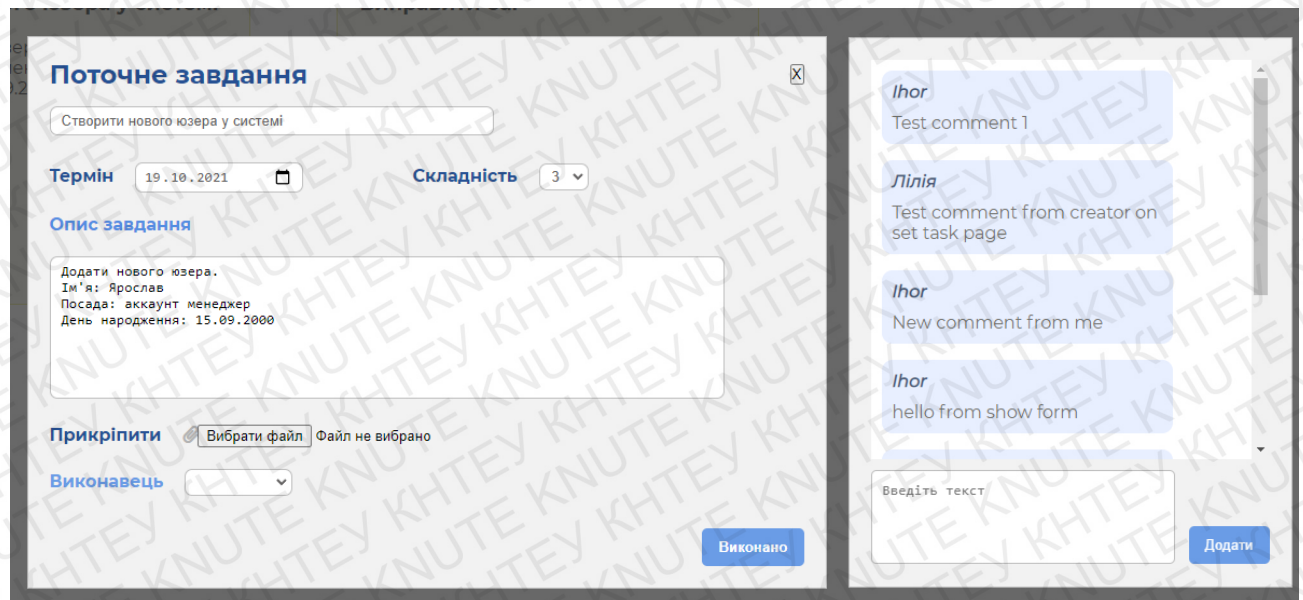 Поточне завдання
X
Створити нового юзера у системі
Термін 19.10.2021
Складність 3
Опис завдання
Додати нового юзера.
Ім'я: Ярослав
Посада: аккаунт менеджер
День народження: 15.09.2000
Прикріпити Вибрати файл Файл не вибрано
Виконавець
Виконано
Ihor
Test comment 1
Лілія
Test comment from creator on
set task page
Ihor
New comment from me
Ihor
hello from show form
Введіть текст
Додати